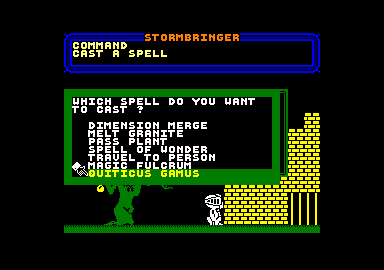 STORMBRINGER
COMMAND
CAST A SPELL
WHICH SPELL DO YOU WANT
TO CAST ?
DIMENSION MERGE
MELT GRANITE
PASS PLANT
SPELL OF WONDER
TRAVEL TO PERSON
MAGIC FULCRUM
QUITICUS GAMUS